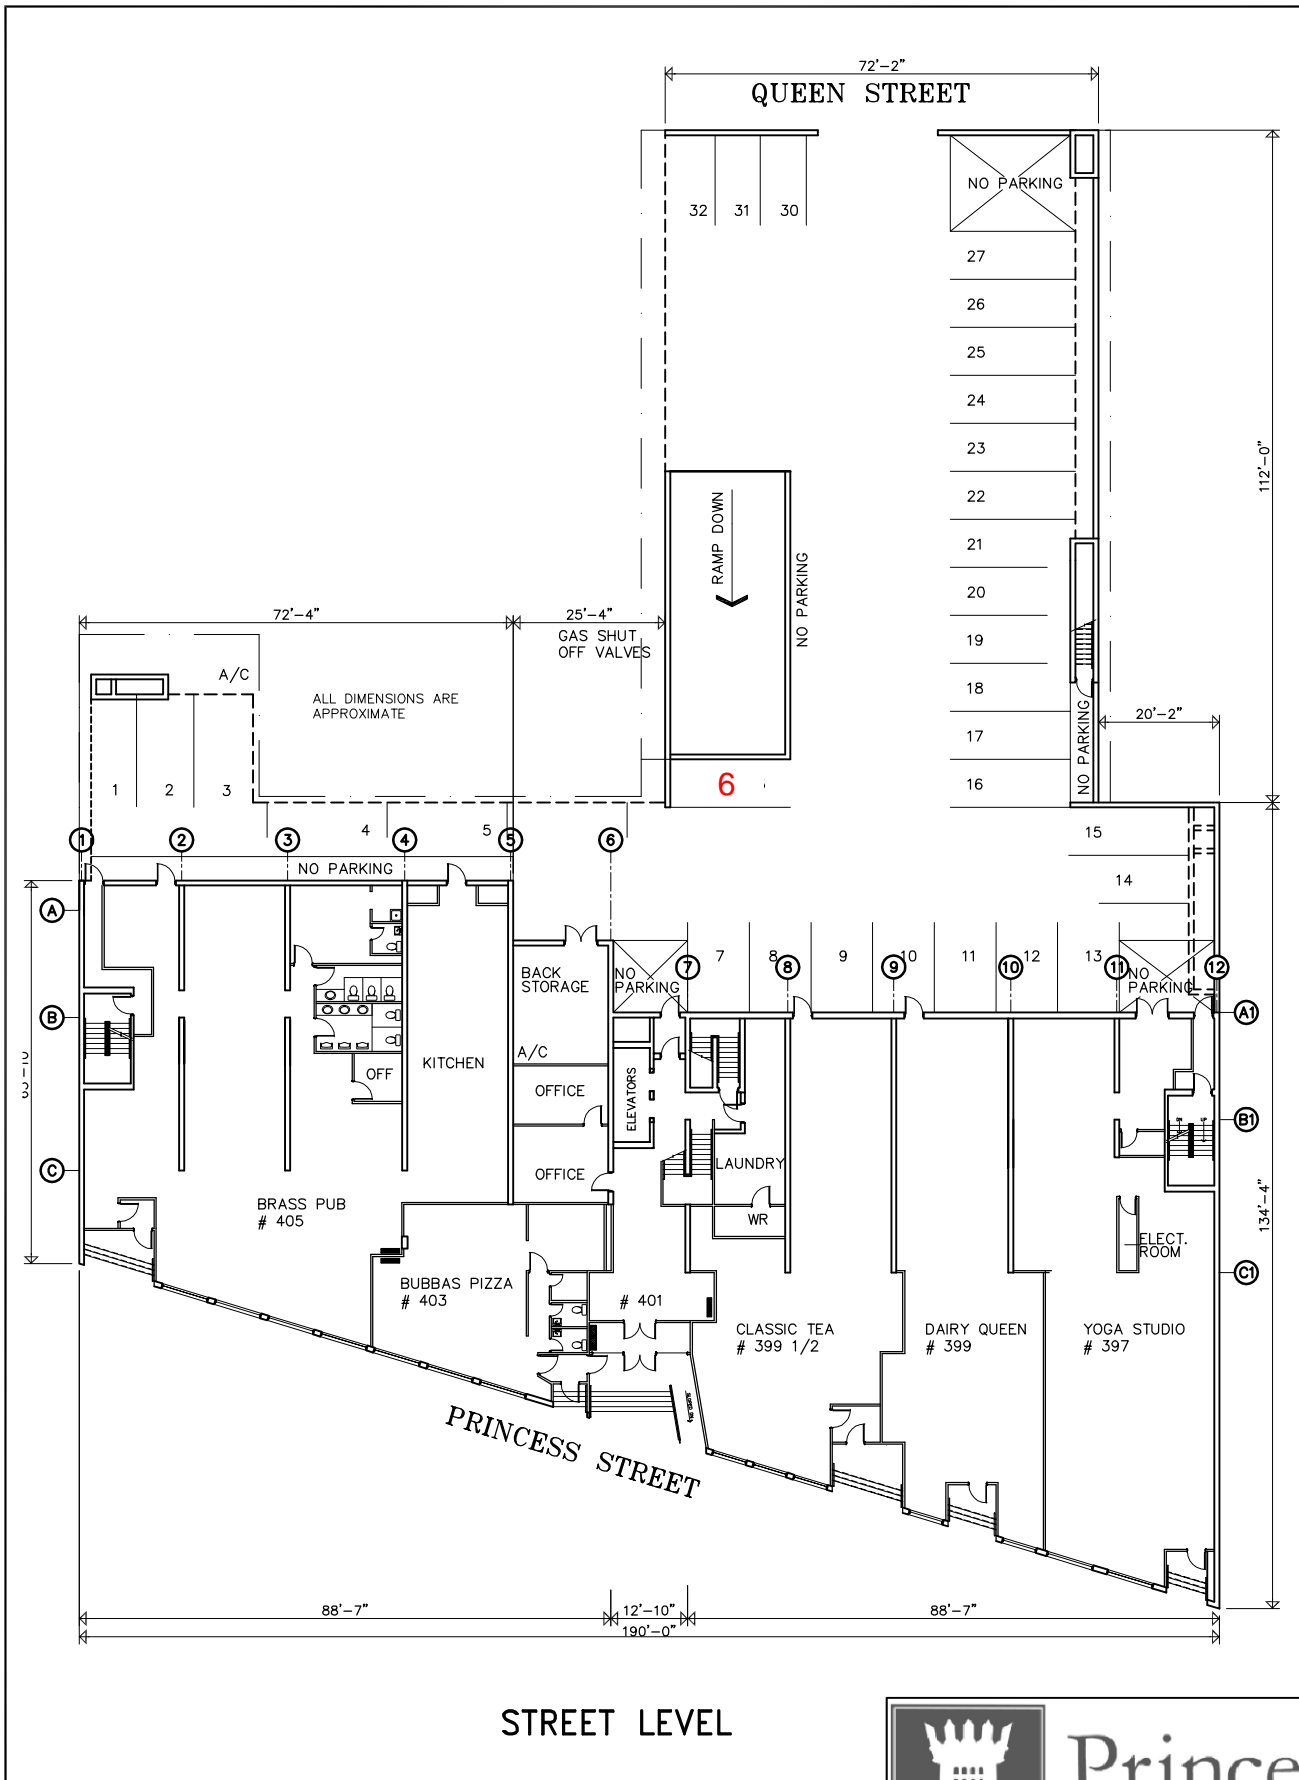 72'-2"
QUEEN STREET
NO PARKING
32 31 30
27
26
25
24
23
22
21
20
19
18
17
16
RAMP DOWN
NO PARKING
112'-0"
72'-4"
25'-4"
GAS SHUT
OFF VALVES
A/C
ALL DIMENSIONS ARE
APPROXIMATE
20'-2"
NO PARKING
6
1 2 3
4 5
15
14
1 2 3 4 5 6
NO PARKING
A
B
C
7 8 9 10 11 12 13
7 8 9 10 11 12
NO
PARKING
NO
PARKING
A1
B1
C1
BACK
STORAGE
A/C
KITCHEN
OFF
OFFICE
OFFICE
ELEVATORS
LAUNDRY
WR
DN UP
134'-4"
BRASS PUB
# 405
BUBBAS PIZZA
# 403
# 401
CLASSIC TEA
# 399 1/2
DAIRY QUEEN
# 399
ELECT.
ROOM
YOGA STUDIO
# 397
PRINCESS STREET
88'-7"
12'-10"
88'-7"
190'-0"
STREET LEVEL
Prince